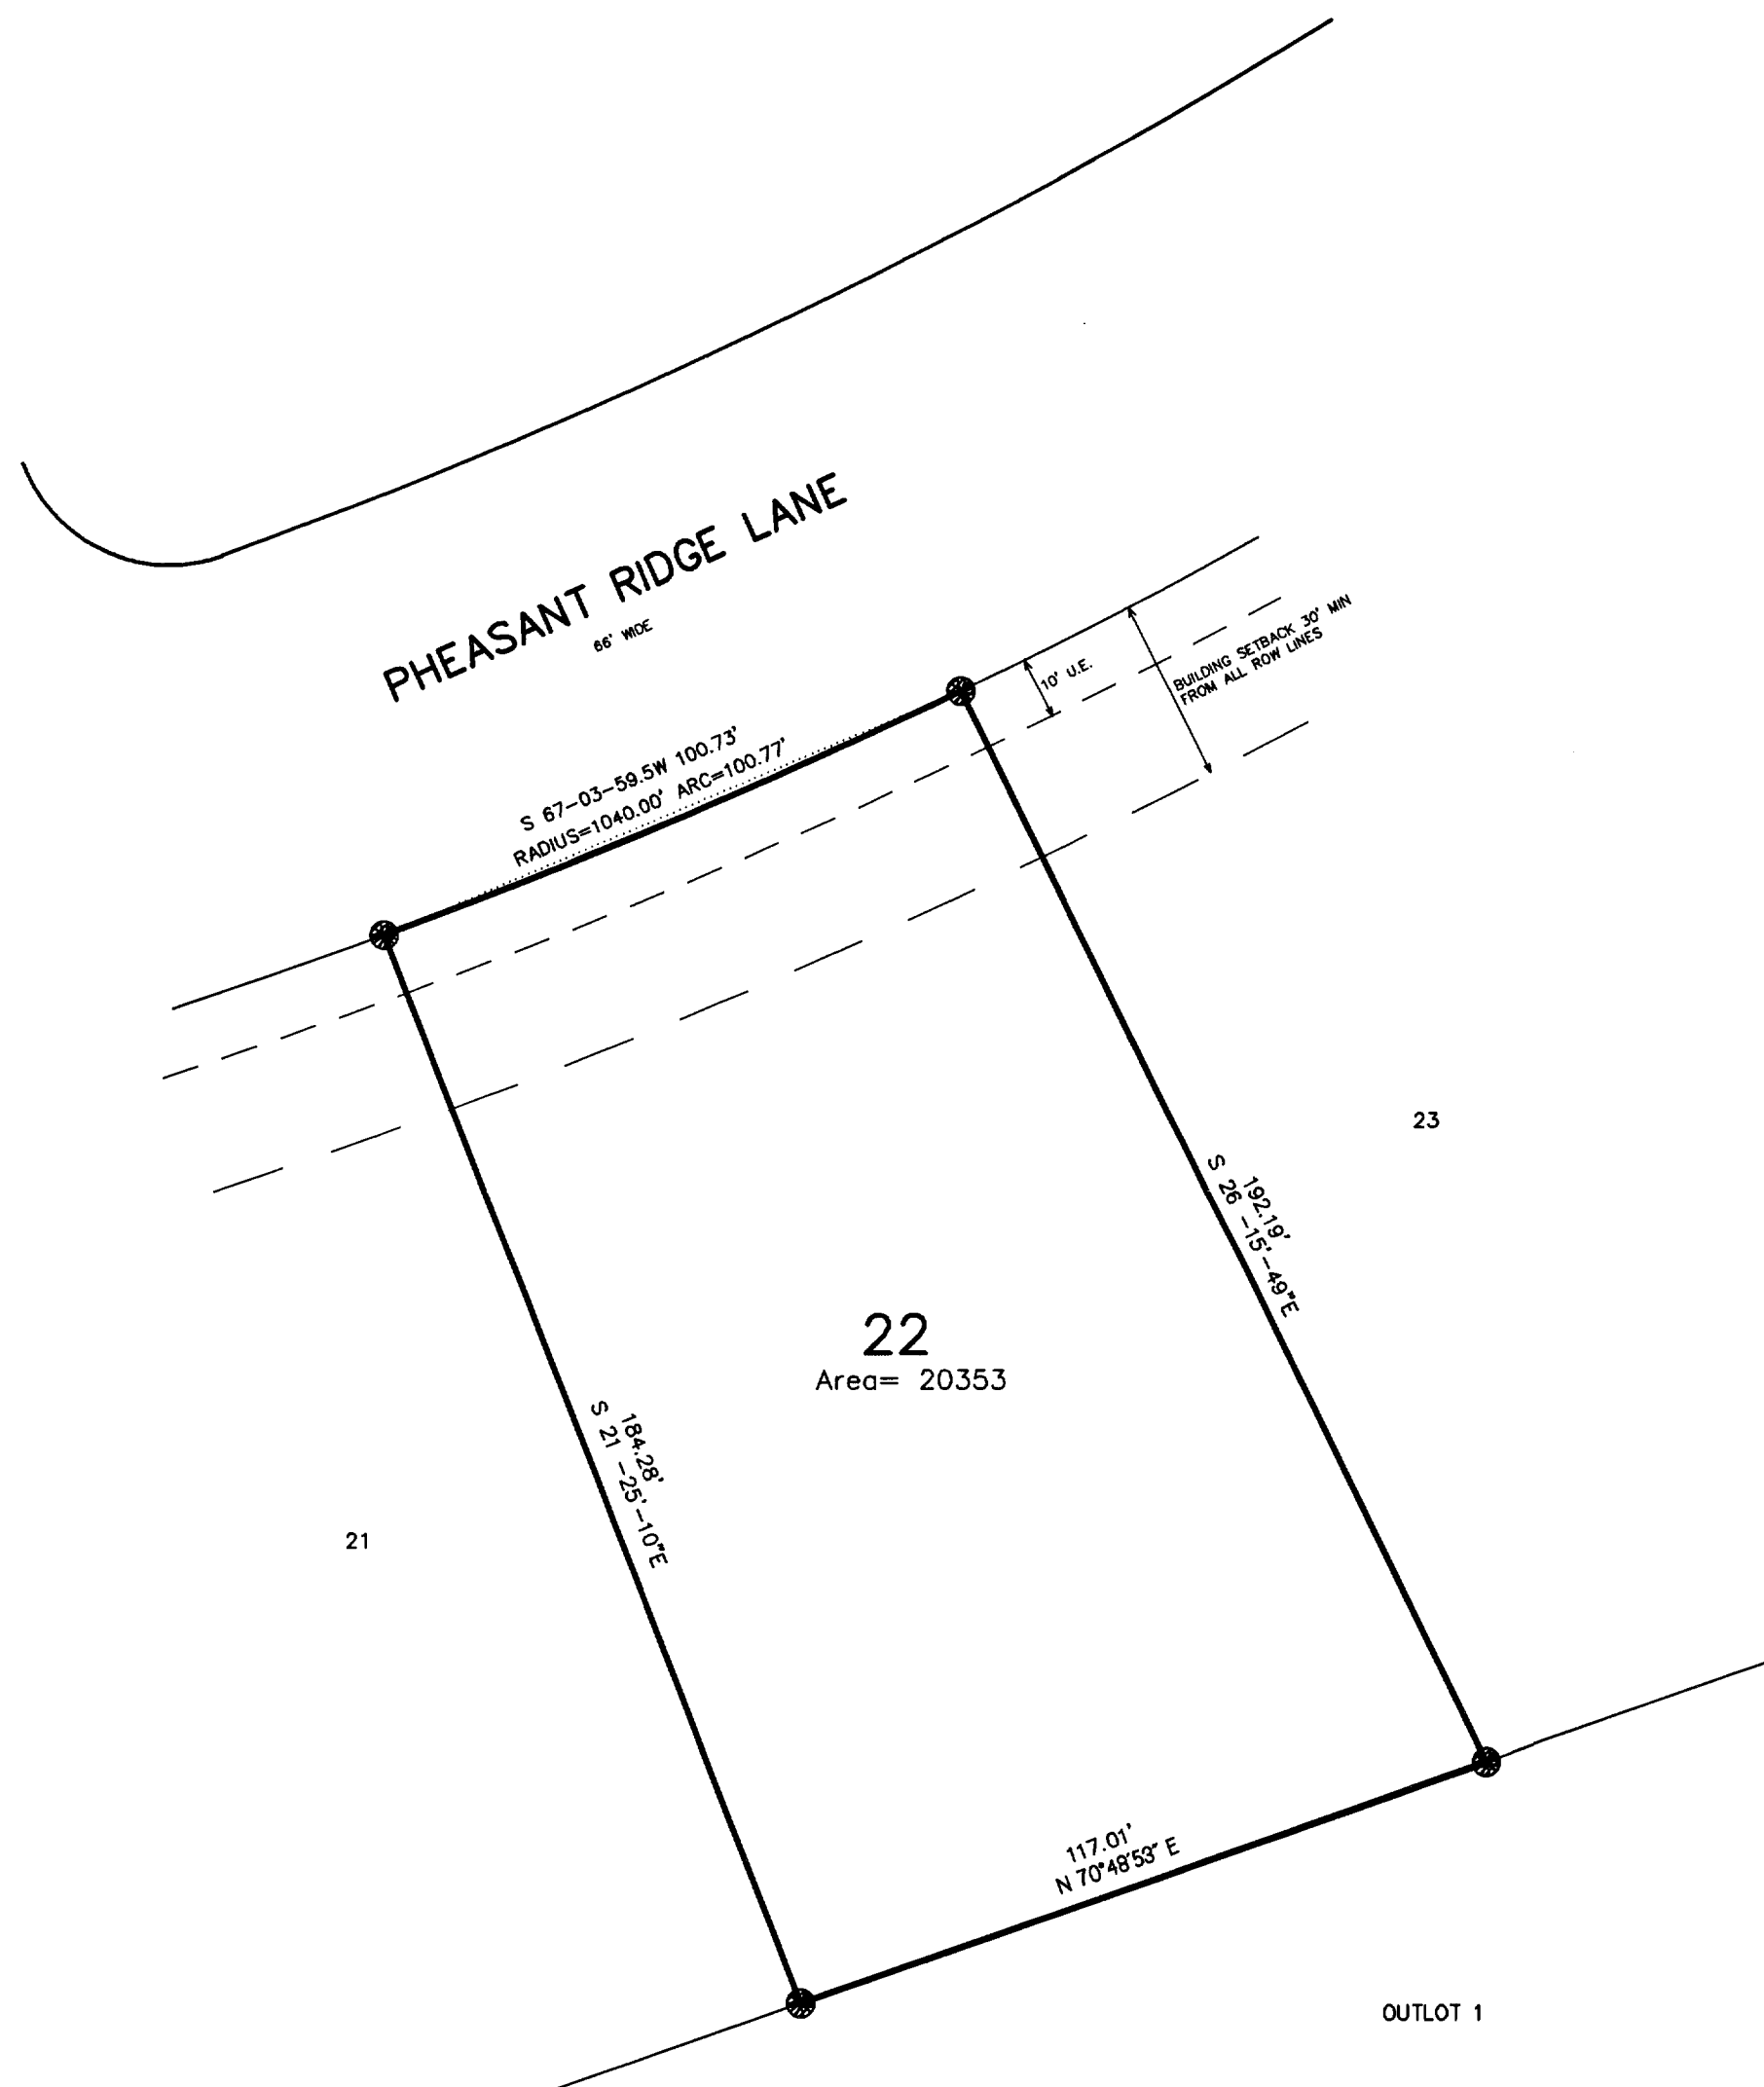 PHEASANT RIDGE LANE
66' WIDE
10' U.E.
BUILDING SETBACK 30' MIN
FROM ALL ROW LINES
S 67-03-59.5W 100.73'
RADIUS=1040.00' ARC=100.77'
23
192.19'
S 26 -15'-49"E
22
Area= 20353
184.28'
S 21 -25'-10"E
21
117.01'
N 70°48'53" E
OUTLOT 1